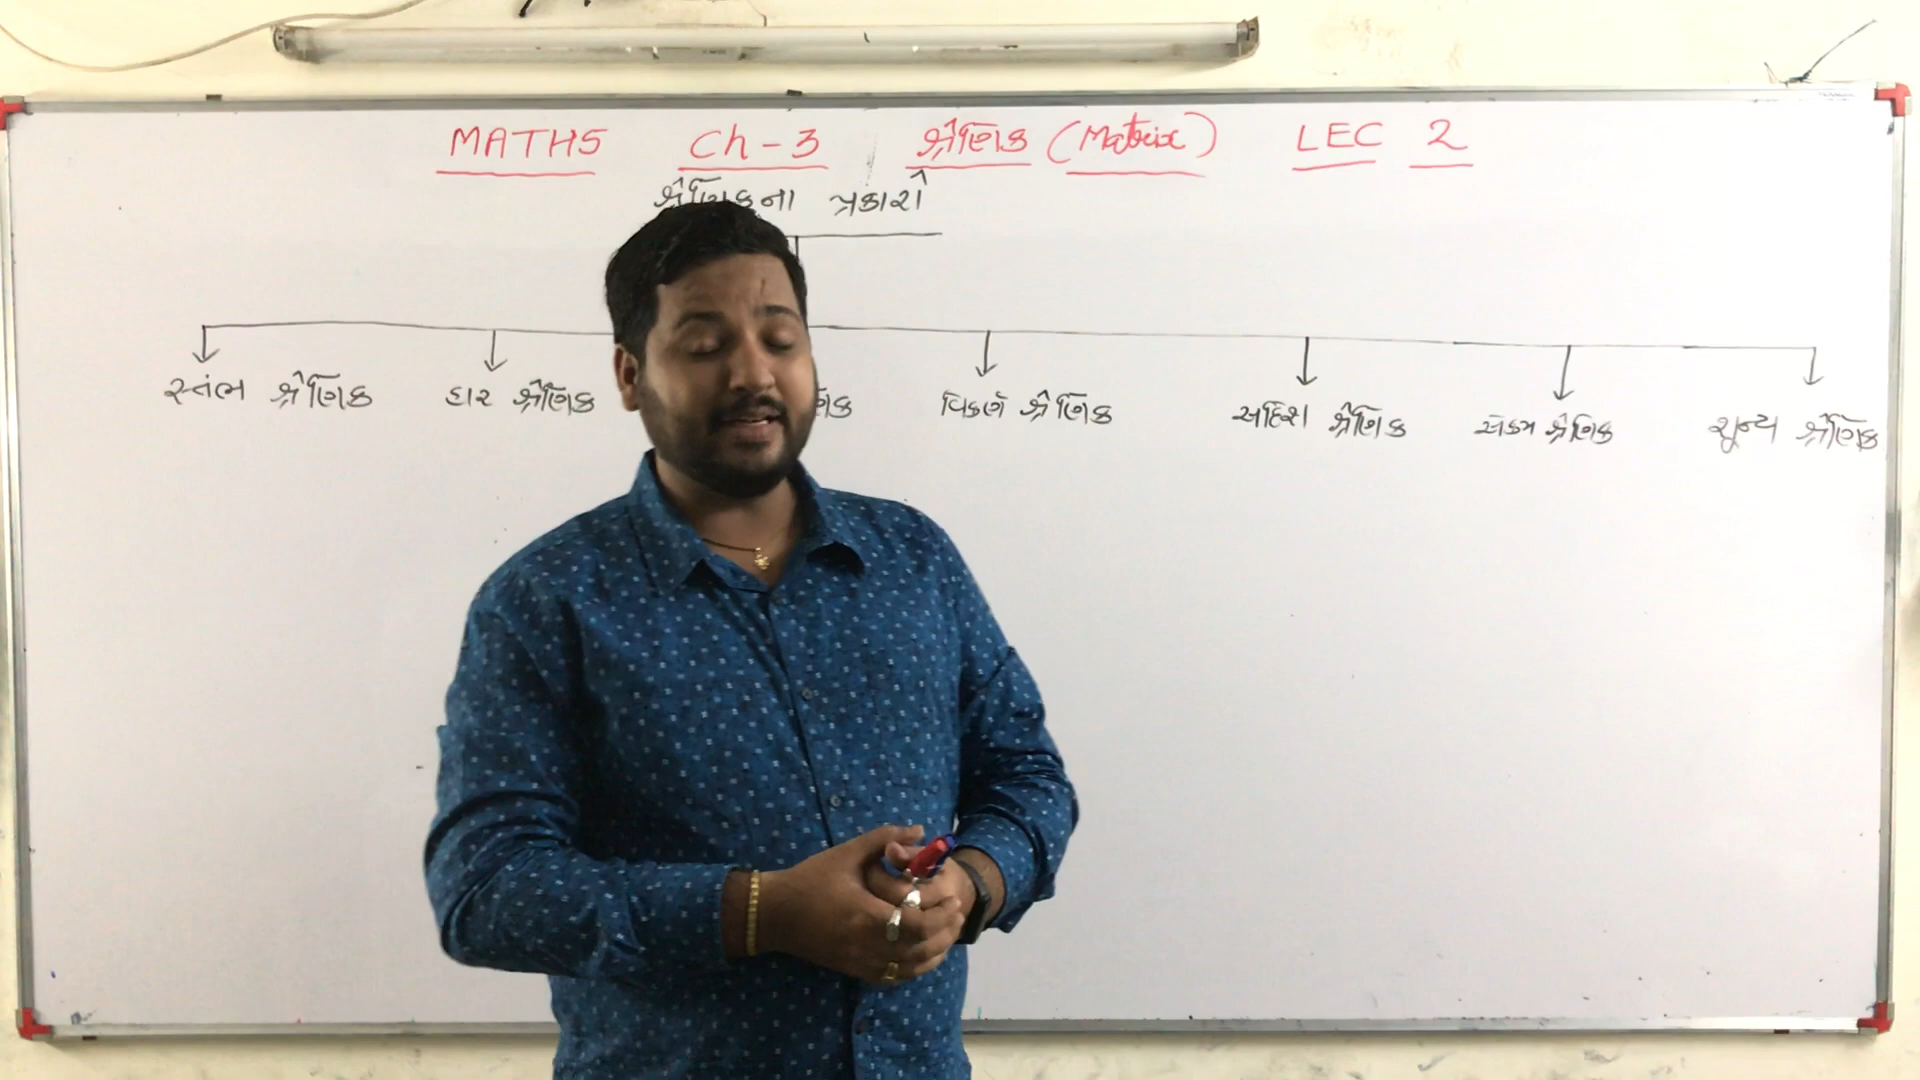 MATHS Ch-3 શ્રેણિક (Matrix) LEC 2
શ્રેણિકના પ્રકારો
સ્તંભ શ્રેણિક હાર શ્રેણિક વિકર્ણ શ્રેણિક અદિશ શ્રેણિક એકમ શ્રેણિક શૂન્ય શ્રેણિક